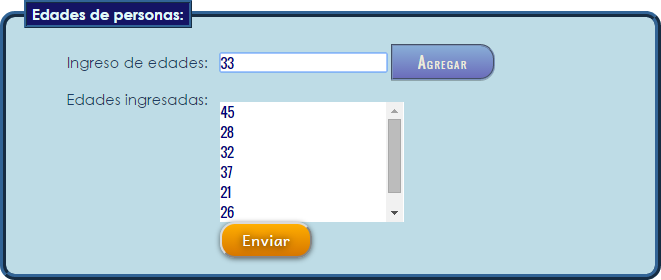 Edades de personas:
Ingreso de edades: 33 AGREGAR
Edades ingresadas:
45
28
32
37
21
26
Enviar